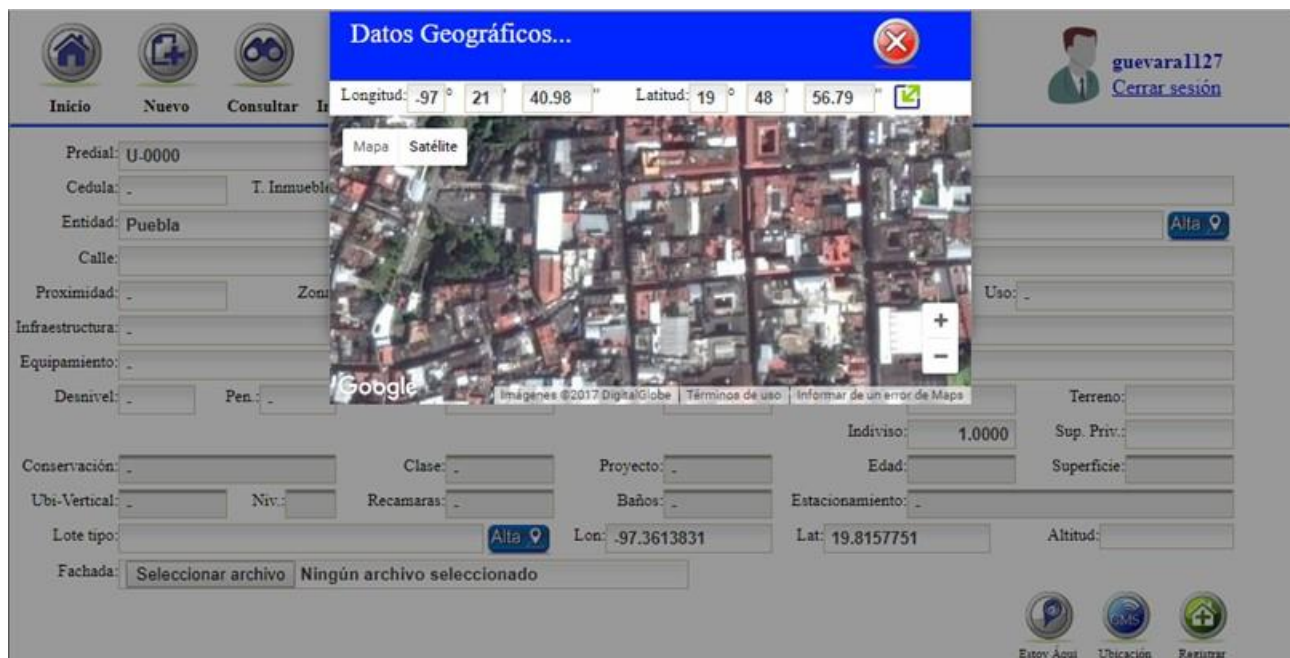 Datos Geográficos...
guevara1127
Cerrar sesión
Inicio Nuevo Consultar
Longitud: -97 ° 21 ' 40.98 " Latitud: 19 ° 48 ' 56.79 "
Mapa Satélite
Predial: U-0000
Cedula: - T. Inmueble
Entidad: Puebla Alta
Calle:
Proximidad: - Zona Uso: -
Infraestructura: -
Equipamiento: -
+
−
Google Imágenes ©2017 DigitalGlobe Términos de uso Informar de un error de Maps
Desnivel: - Pen.: - Terreno:
Indiviso: 1.0000 Sup. Priv.:
Conservación: - Clase: - Proyecto: - Edad: Superficie:
Ubi-Vertical: - Niv.: Recamaras: - Baños: - Estacionamiento: -
Lote tipo: Alta Lon: -97.3613831 Lat: 19.8157751 Altitud:
Fachada: Seleccionar archivo Ningún archivo seleccionado
GMS
Estoy Áqui Ubicación Registrar